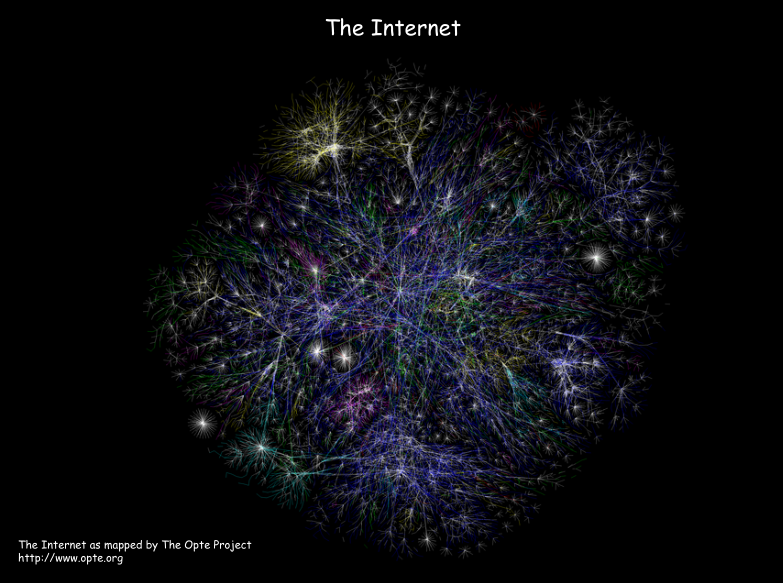 The Internet
The Internet as mapped by The Opte Project
http://www.opte.org